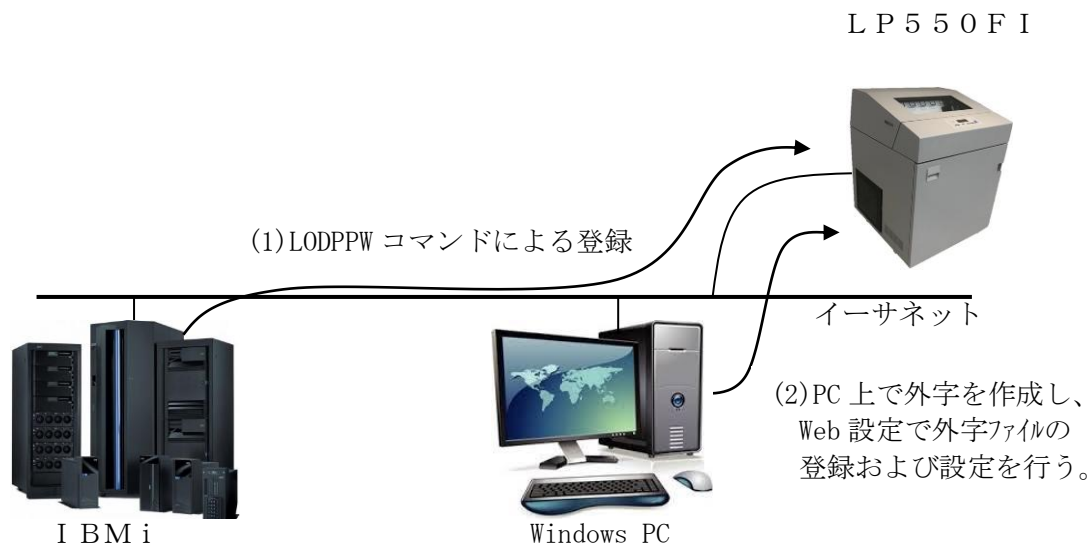 ＬＰ５５０ＦＩ
(1)LODPPW コマンドによる登録
イーサネット
(2)PC 上で外字を作成し、
Web 設定で外字ﾌｧｲﾙの
登録および設定を行う。
ＩＢＭｉ
Windows PC